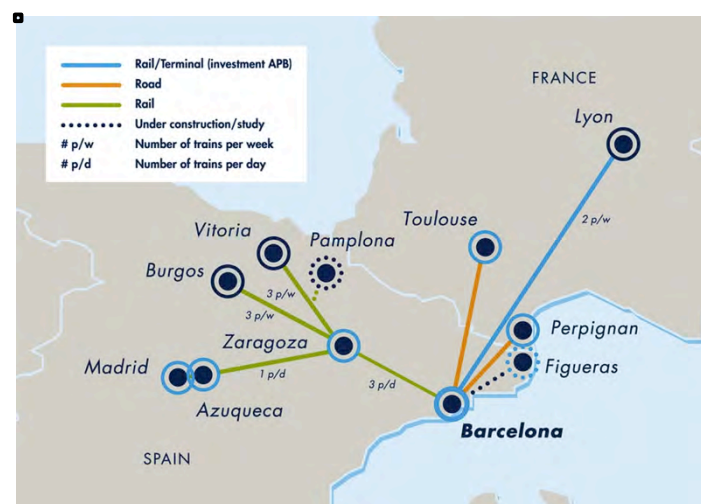 Rail/Terminal (investment APB)
Road
Rail
Under construction/study
# p/w Number of trains per week
# p/d Number of trains per day
FRANCE
Lyon
2 p/w
Toulouse
Vitoria
Pamplona
Burgos
3 p/w
3 p/w
Zaragoza
Perpignan
Madrid
1 p/d
3 p/d
Figueras
Azuqueca
Barcelona
SPAIN